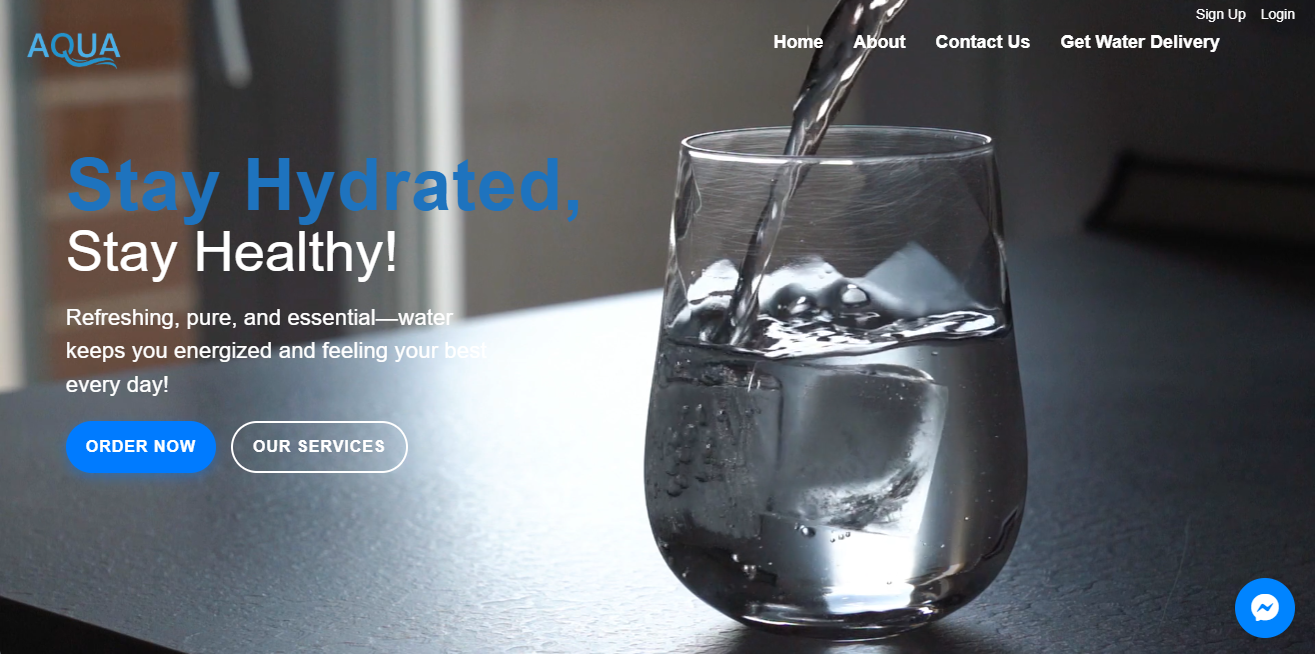 Sign Up Login
AQUA
Home About Contact Us Get Water Delivery
Stay Hydrated,
Stay Healthy!
Refreshing, pure, and essential—water
keeps you energized and feeling your best
every day!
ORDER NOW OUR SERVICES